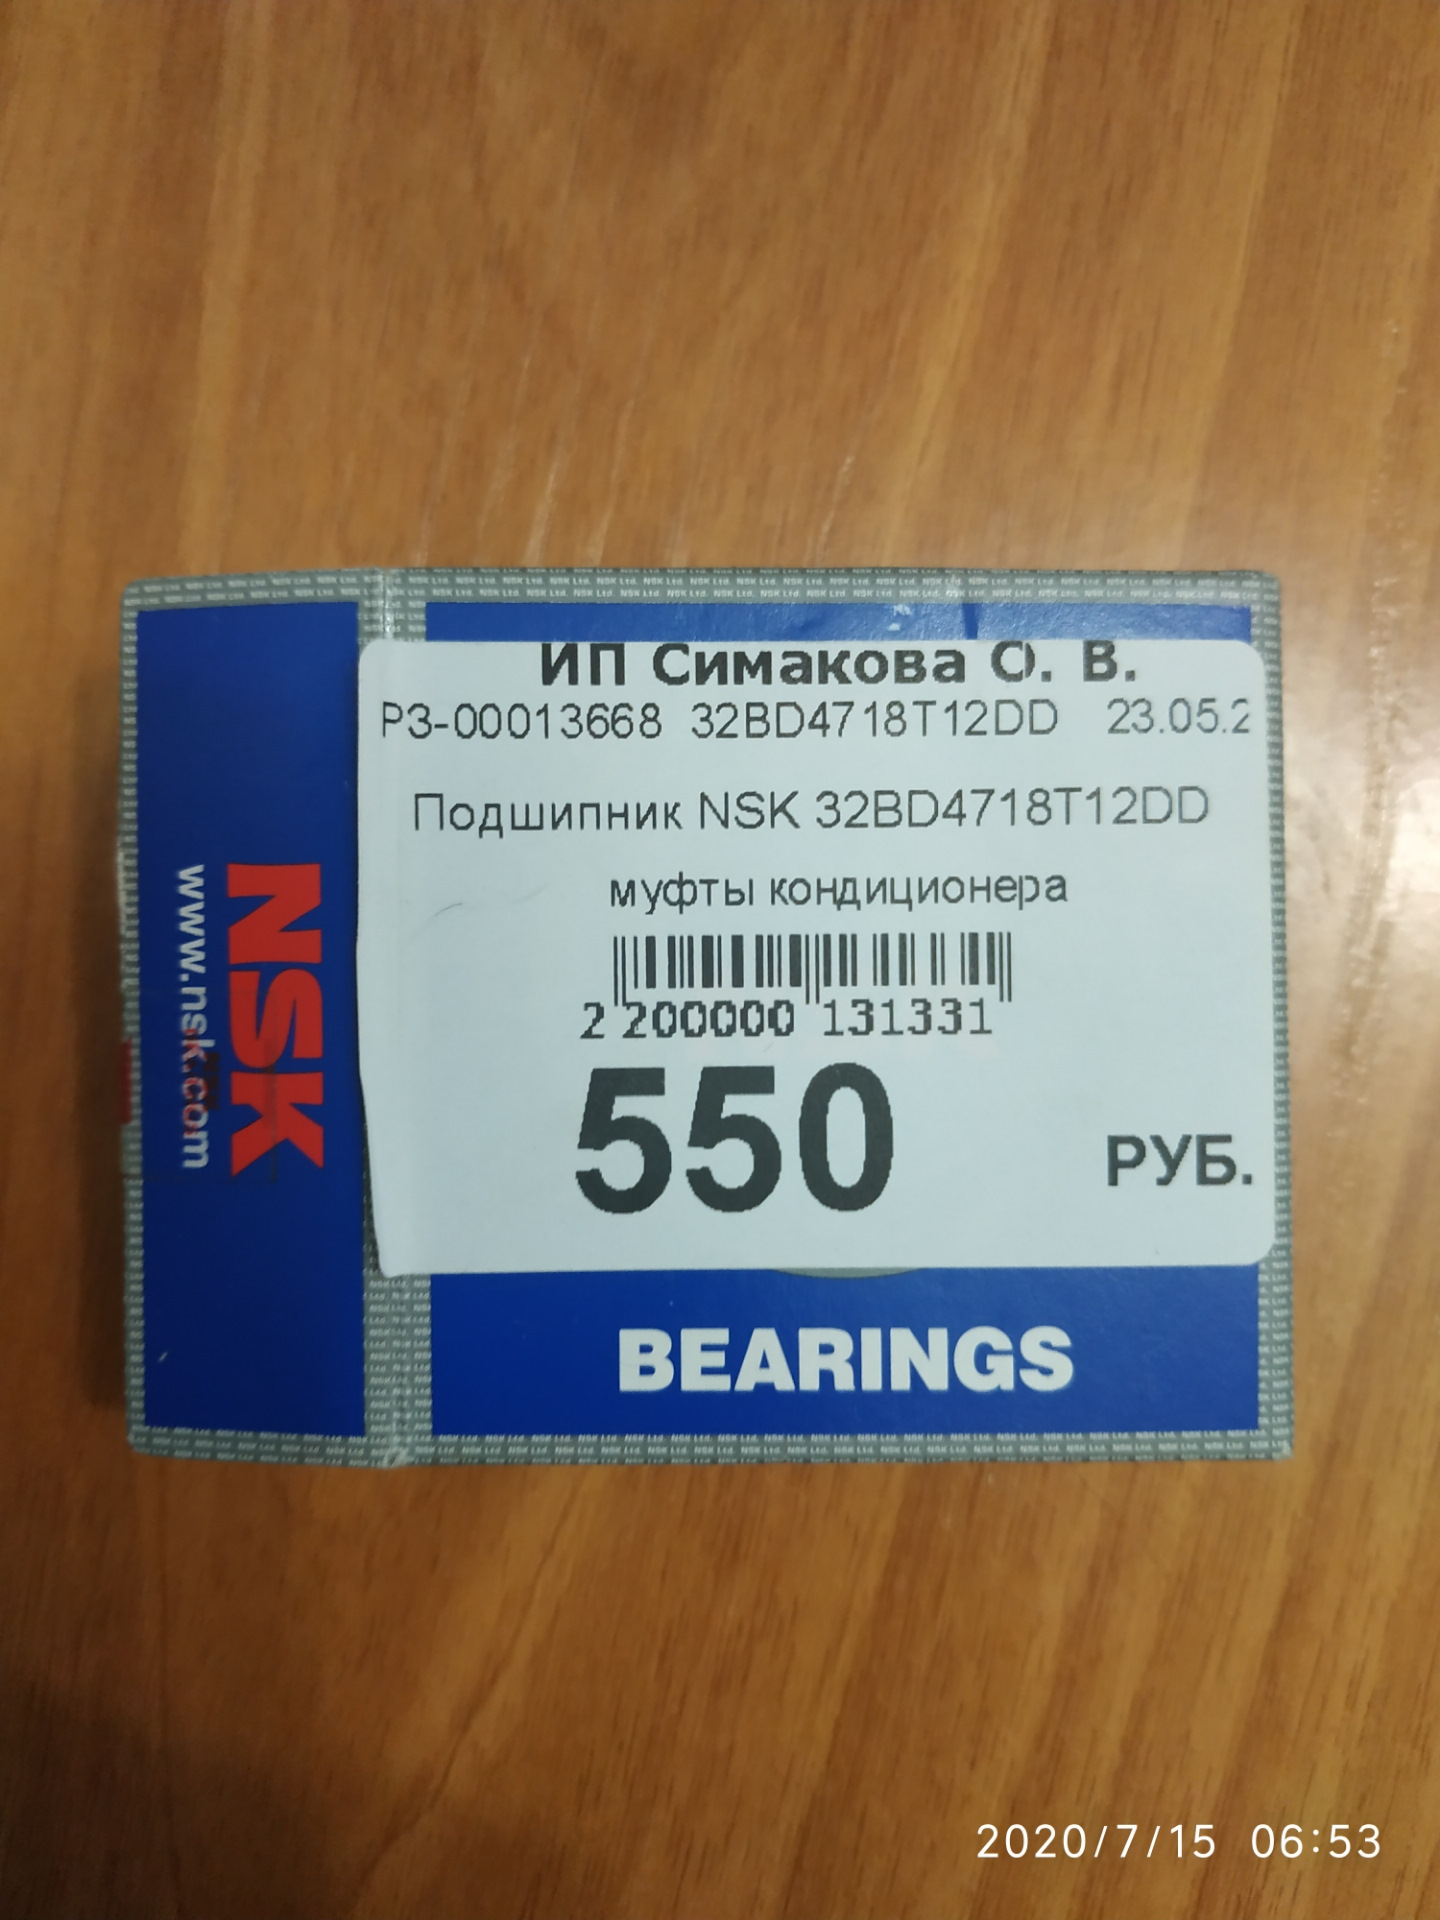 ИП Симакова О. В.
РЗ-00013668 32BD4718T12DD 23.05.2
Подшипник NSK 32BD4718T12DD
муфты кондиционера
2 200000 131331
550 РУБ.
BEARINGS
NSK
www.nsk.com
2020/7/15 06:53